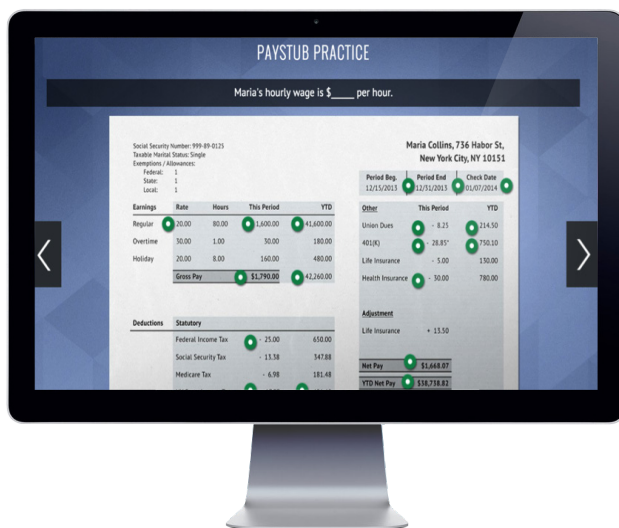 PAYSTUB PRACTICE
Maria's hourly wage is $_____ per hour.
Social Security Number: 999-89-0125
Taxable Marital Status: Single
Exemptions / Allowances:
Federal: 1
State: 1
Local: 1
Maria Collins, 736 Habor St,
New York City, NY 10151
Period Beg. Period End Check Date
12/15/2013 12/31/2013 01/07/2014
Earnings Rate Hours This Period YTD
Regular 20.00 80.00 1,600.00 41,600.00
Overtime 30.00 1.00 30.00 180.00
Holiday 20.00 8.00 160.00 480.00
Gross Pay $1,790.00 42,260.00
Other This Period YTD
Union Dues - 8.25 214.50
401(K) - 28.85* 750.10
Life Insurance - 5.00 130.00
Health Insurance - 30.00 780.00
Adjustment
Life Insurance + 13.50
Net Pay $1,668.07
YTD Net Pay $38,738.82
Deductions Statutory
Federal Income Tax - 25.00 650.00
Social Security Tax - 13.38 347.88
Medicare Tax - 6.98 181.48